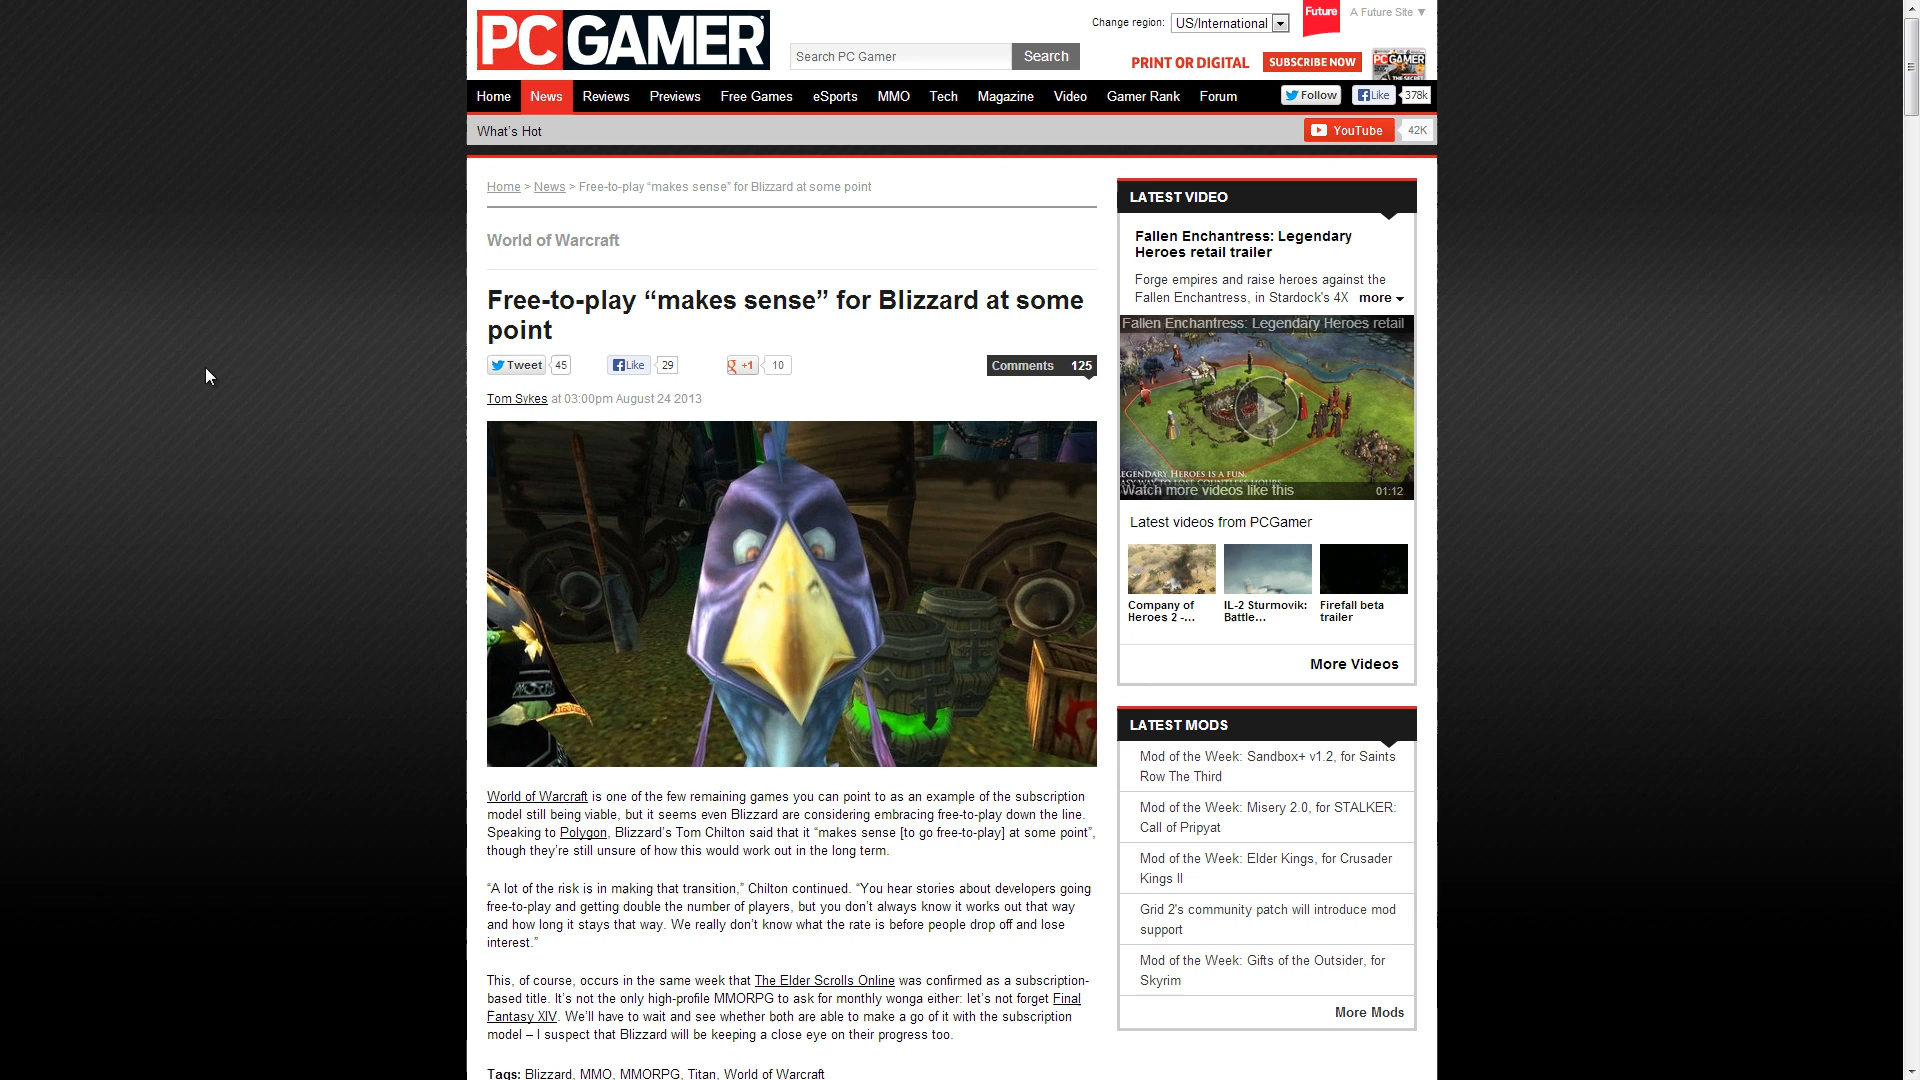 PC GAMER
Change region:
US/International
Future
A Future Site ▼
Search PC Gamer
Search
PRINT OR DIGITAL
SUBSCRIBE NOW
PC GAMER
Home News Reviews Previews Free Games eSports MMO Tech Magazine Video Gamer Rank Forum
Follow
Like
378k
What's Hot
YouTube
42K
Home > News > Free-to-play “makes sense” for Blizzard at some point
World of Warcraft
Free-to-play “makes sense” for Blizzard at some
point
Tweet 45
Like 29
+1 10
Comments 125
Tom Sykes at 03:00pm August 24 2013
World of Warcraft is one of the few remaining games you can point to as an example of the subscription
model still being viable, but it seems even Blizzard are considering embracing free-to-play down the line.
Speaking to Polygon, Blizzard’s Tom Chilton said that it “makes sense [to go free-to-play] at some point”,
though they’re still unsure of how this would work out in the long term.
“A lot of the risk is in making that transition,” Chilton continued. “You hear stories about developers going
free-to-play and getting double the number of players, but you don’t always know it works out that way
and how long it stays that way. We really don’t know what the rate is before people drop off and lose
interest.”
This, of course, occurs in the same week that The Elder Scrolls Online was confirmed as a subscription-
based title. It’s not the only high-profile MMORPG to ask for monthly wonga either: let’s not forget Final
Fantasy XIV. We’ll have to wait and see whether both are able to make a go of it with the subscription
model – I suspect that Blizzard will be keeping a close eye on their progress too.
Tags: Blizzard, MMO, MMORPG, Titan, World of Warcraft
LATEST VIDEO
Fallen Enchantress: Legendary
Heroes retail trailer
Forge empires and raise heroes against the
Fallen Enchantress, in Stardock's 4X more
Fallen Enchantress: Legendary Heroes retail
EGENDARY HEROES IS A FUN,
ASY WAY TO LOSE COUNTLESS HOURS.
Watch more videos like this
01:12
Latest videos from PCGamer
Company of
Heroes 2 -...
IL-2 Sturmovik:
Battle...
Firefall beta
trailer
More Videos
LATEST MODS
Mod of the Week: Sandbox+ v1.2, for Saints
Row The Third
Mod of the Week: Misery 2.0, for STALKER:
Call of Pripyat
Mod of the Week: Elder Kings, for Crusader
Kings II
Grid 2's community patch will introduce mod
support
Mod of the Week: Gifts of the Outsider, for
Skyrim
More Mods